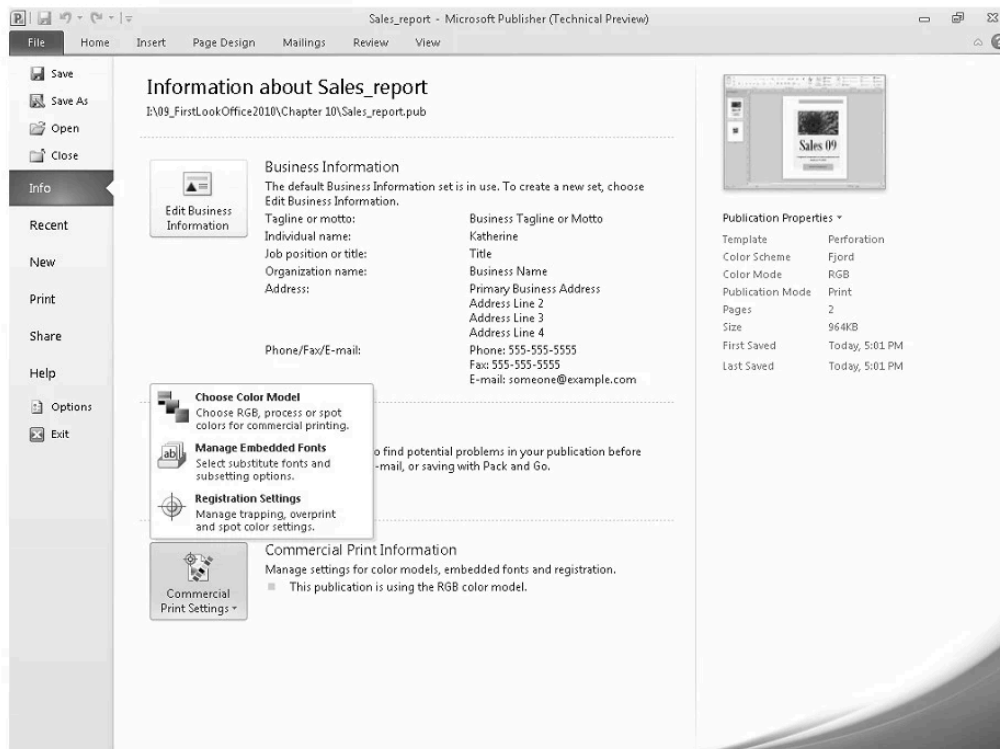 Sales_report - Microsoft Publisher (Technical Preview)
File Home Insert Page Design Mailings Review View
Save
Save As
Open
Close
Info
Recent
New
Print
Share
Help
Options
Exit
Information about Sales_report
I:\09_FirstLookOffice2010\Chapter 10\Sales_report.pub
Edit Business
Information
Business Information
The default Business Information set is in use. To create a new set, choose
Edit Business Information.
Tagline or motto: Business Tagline or Motto
Individual name: Katherine
Job position or title: Title
Organization name: Business Name
Address: Primary Business Address
Address Line 2
Address Line 3
Address Line 4
Phone/Fax/E-mail: Phone: 555-555-5555
Fax: 555-555-5555
E-mail: someone@example.com
Choose Color Model
Choose RGB, process or spot
colors for commercial printing.
Manage Embedded Fonts
Select substitute fonts and
subsetting options.
Registration Settings
Manage trapping, overprint
and spot color settings.
o find potential problems in your publication before
-mail, or saving with Pack and Go.
Commercial
Print Settings
Commercial Print Information
Manage settings for color models, embedded fonts and registration.
This publication is using the RGB color model.
Sales 09
Publication Properties
Template Perforation
Color Scheme Fjord
Color Mode RGB
Publication Mode Print
Pages 2
Size 964KB
First Saved Today, 5:01 PM
Last Saved Today, 5:01 PM